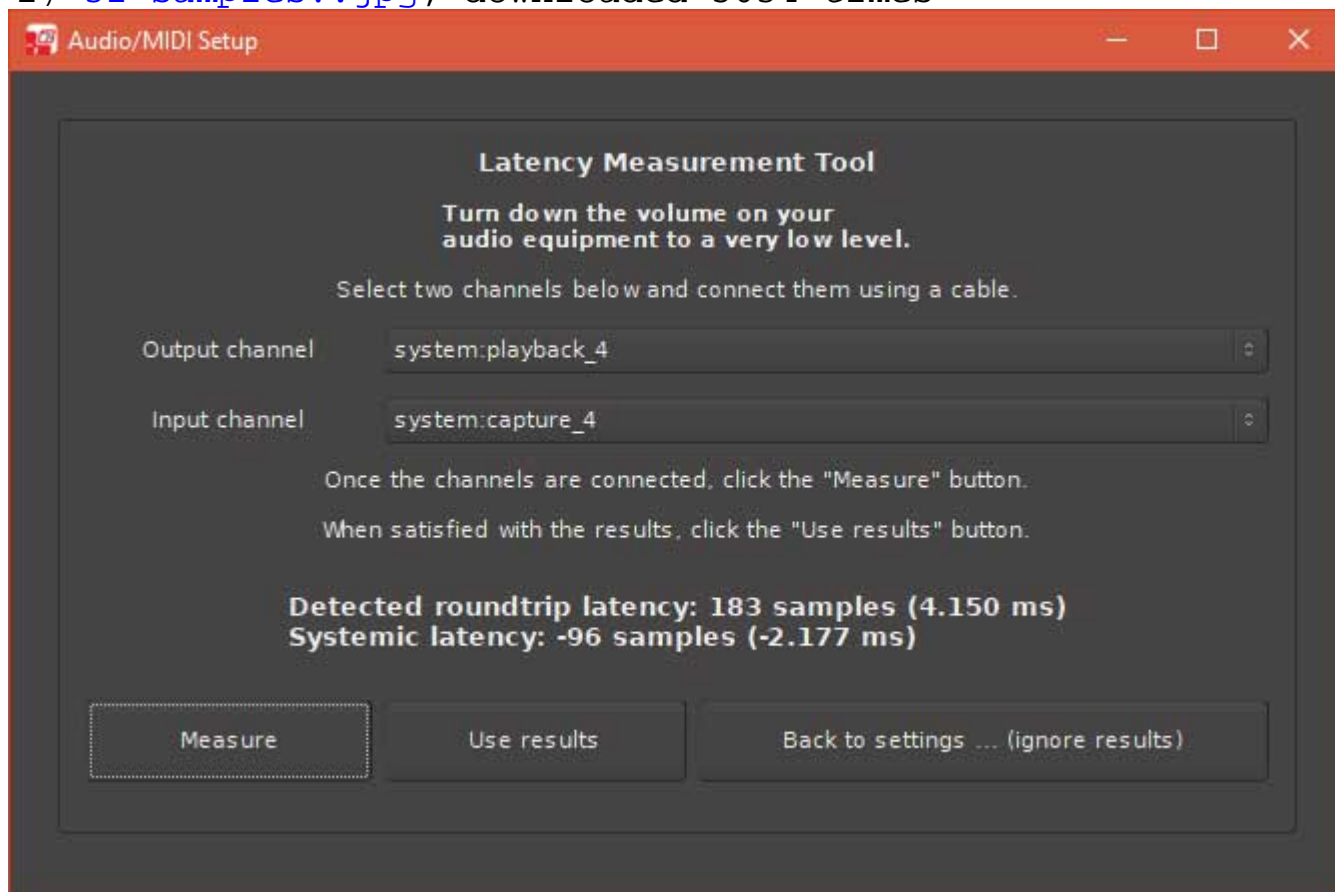 Audio/MIDI Setup
Latency Measurement Tool
Turn down the volume on your
audio equipment to a very low level.
Select two channels below and connect them using a cable.
Output channel system:playback_4
Input channel system:capture_4
Once the channels are connected, click the "Measure" button.
When satisfied with the results, click the "Use results" button.
Detected roundtrip latency: 183 samples (4.150 ms)
Systemic latency: -96 samples (-2.177 ms)
Measure Use results Back to settings ... (ignore results)